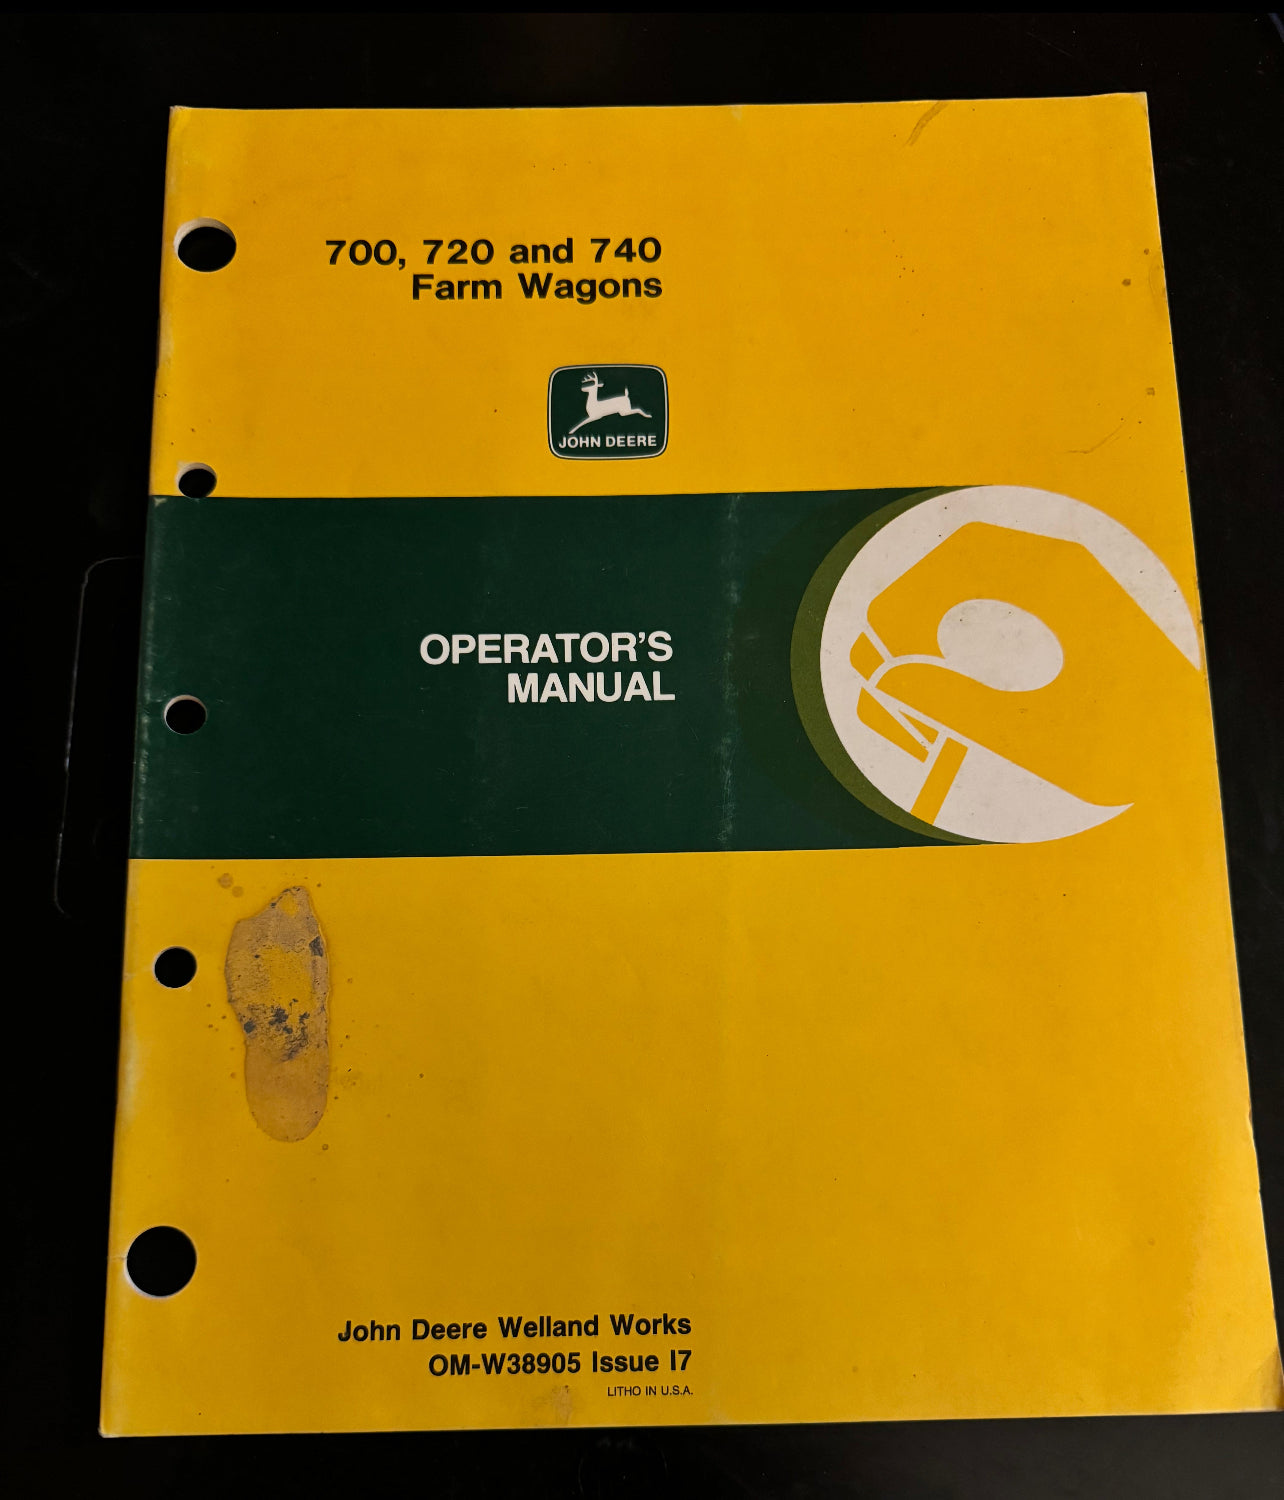 700, 720 and 740
Farm Wagons
JOHN DEERE
OPERATOR'S
MANUAL
John Deere Welland Works
OM-W38905 Issue I7
LITHO IN U.S.A.